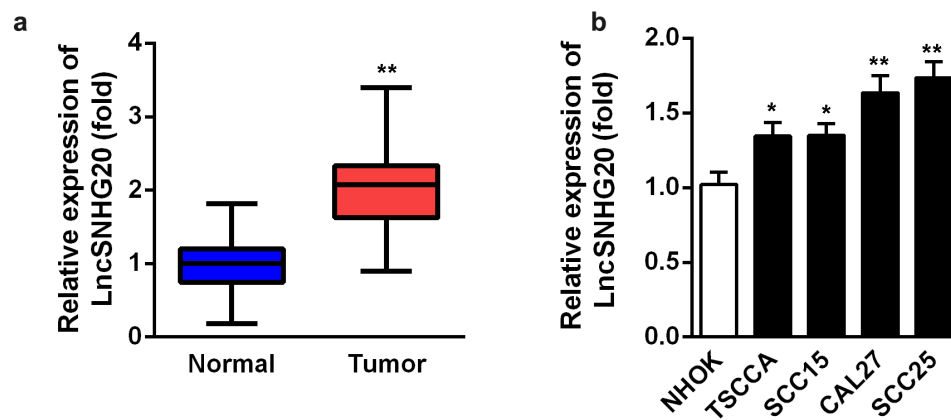 a
Relative expression of
LncSNHG20 (fold)
4
3
2
1
0
**
Normal
Tumor
b
Relative expression of
LncSNHG20 (fold)
2.0
1.5
1.0
0.5
0.0
*
*
**
**
NHOK
TSCCA
SCC15
CAL27
SCC25